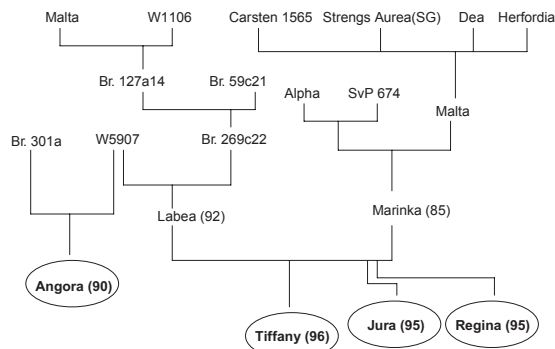 Malta W1106 Carsten 1565 Strengs Aurea(SG) Dea Herfordia
Br. 127a14 Br. 59c21 Alpha SvP 674 Malta
Br. 301a W5907 Br. 269c22
Labea (92) Marinka (85)
Angora (90)
Tiffany (96) Jura (95) Regina (95)